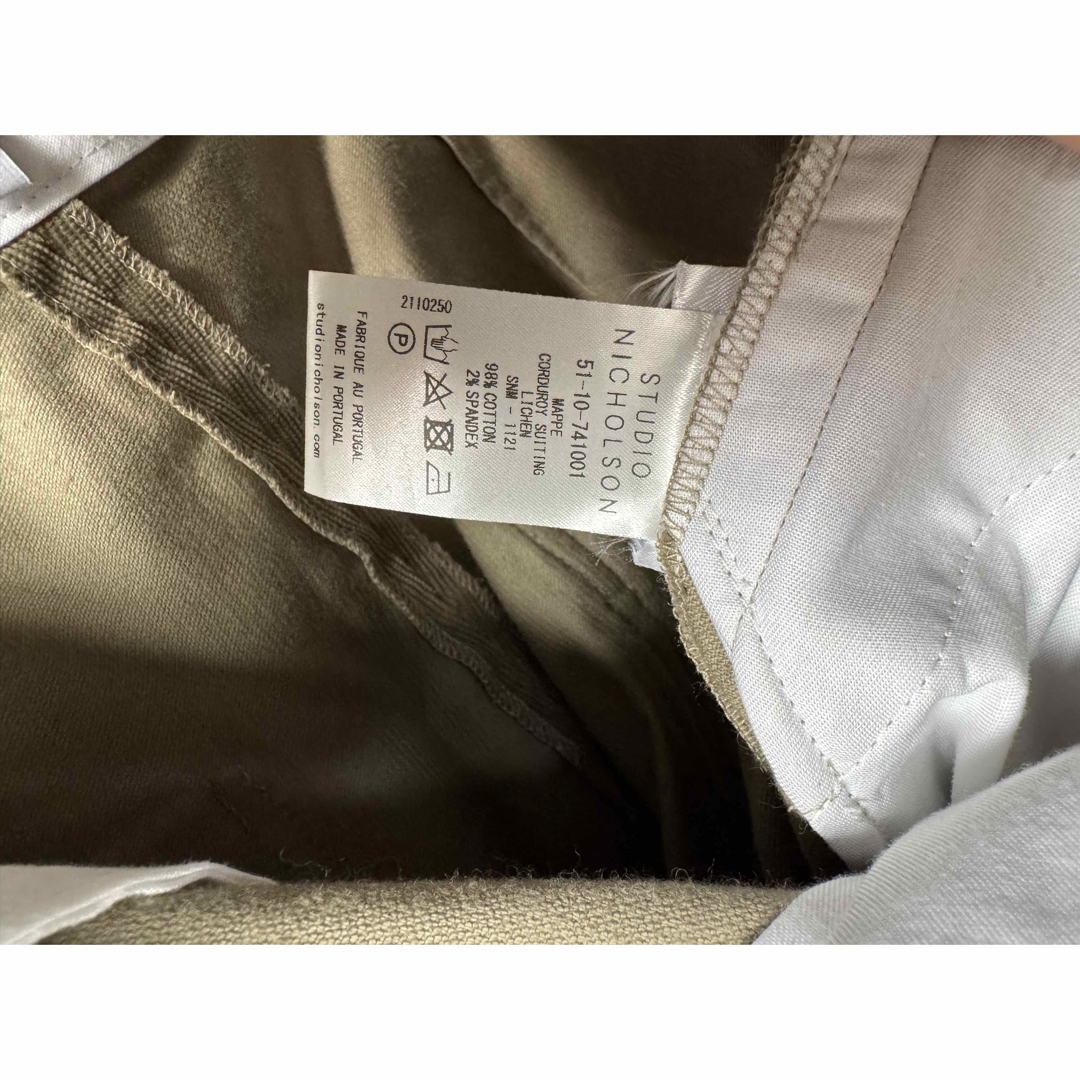 STUDIO
NICHOLSON
51-10-741001
MAPPE
CORDUROY SUITING
LICHEN
SNM - 1121
98% COTTON
2% SPANDEX
P
2110250
FABRIQUE AU PORTUGAL
MADE IN PORTUGAL
studionicholson.com